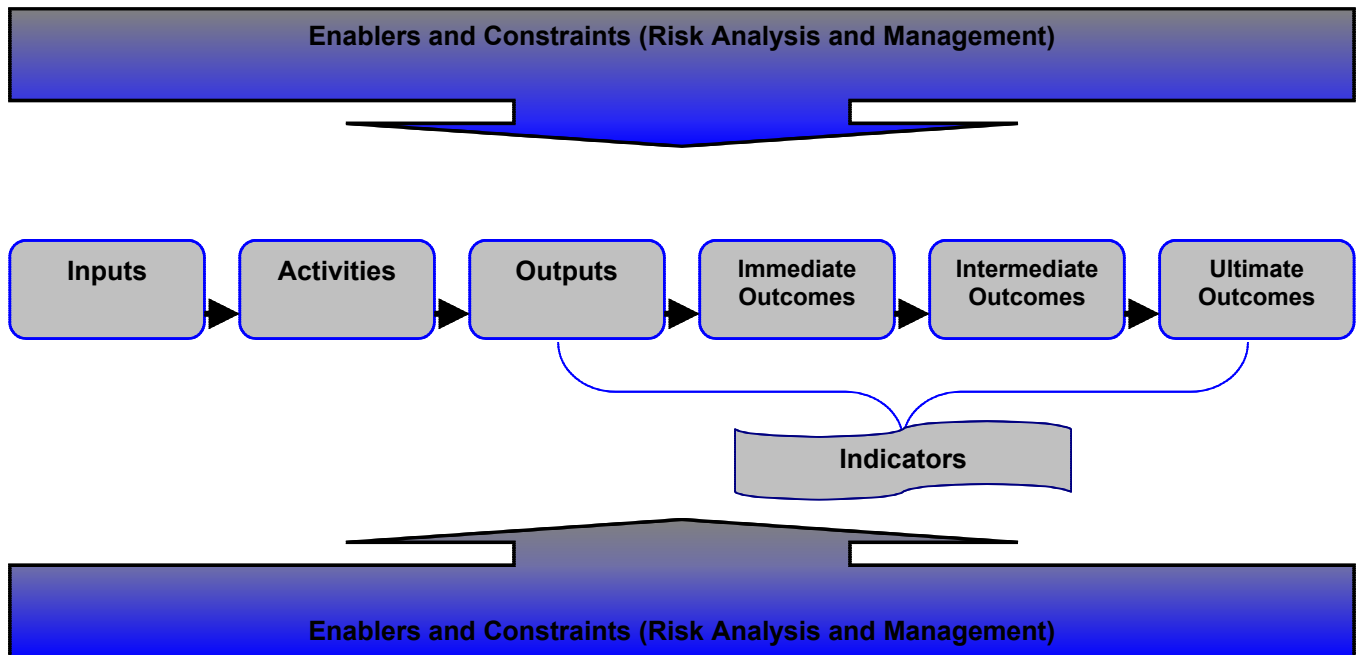 Enablers and Constraints (Risk Analysis and Management)
Inputs
Activities
Outputs
Immediate
Outcomes
Intermediate
Outcomes
Ultimate
Outcomes
Indicators
Enablers and Constraints (Risk Analysis and Management)